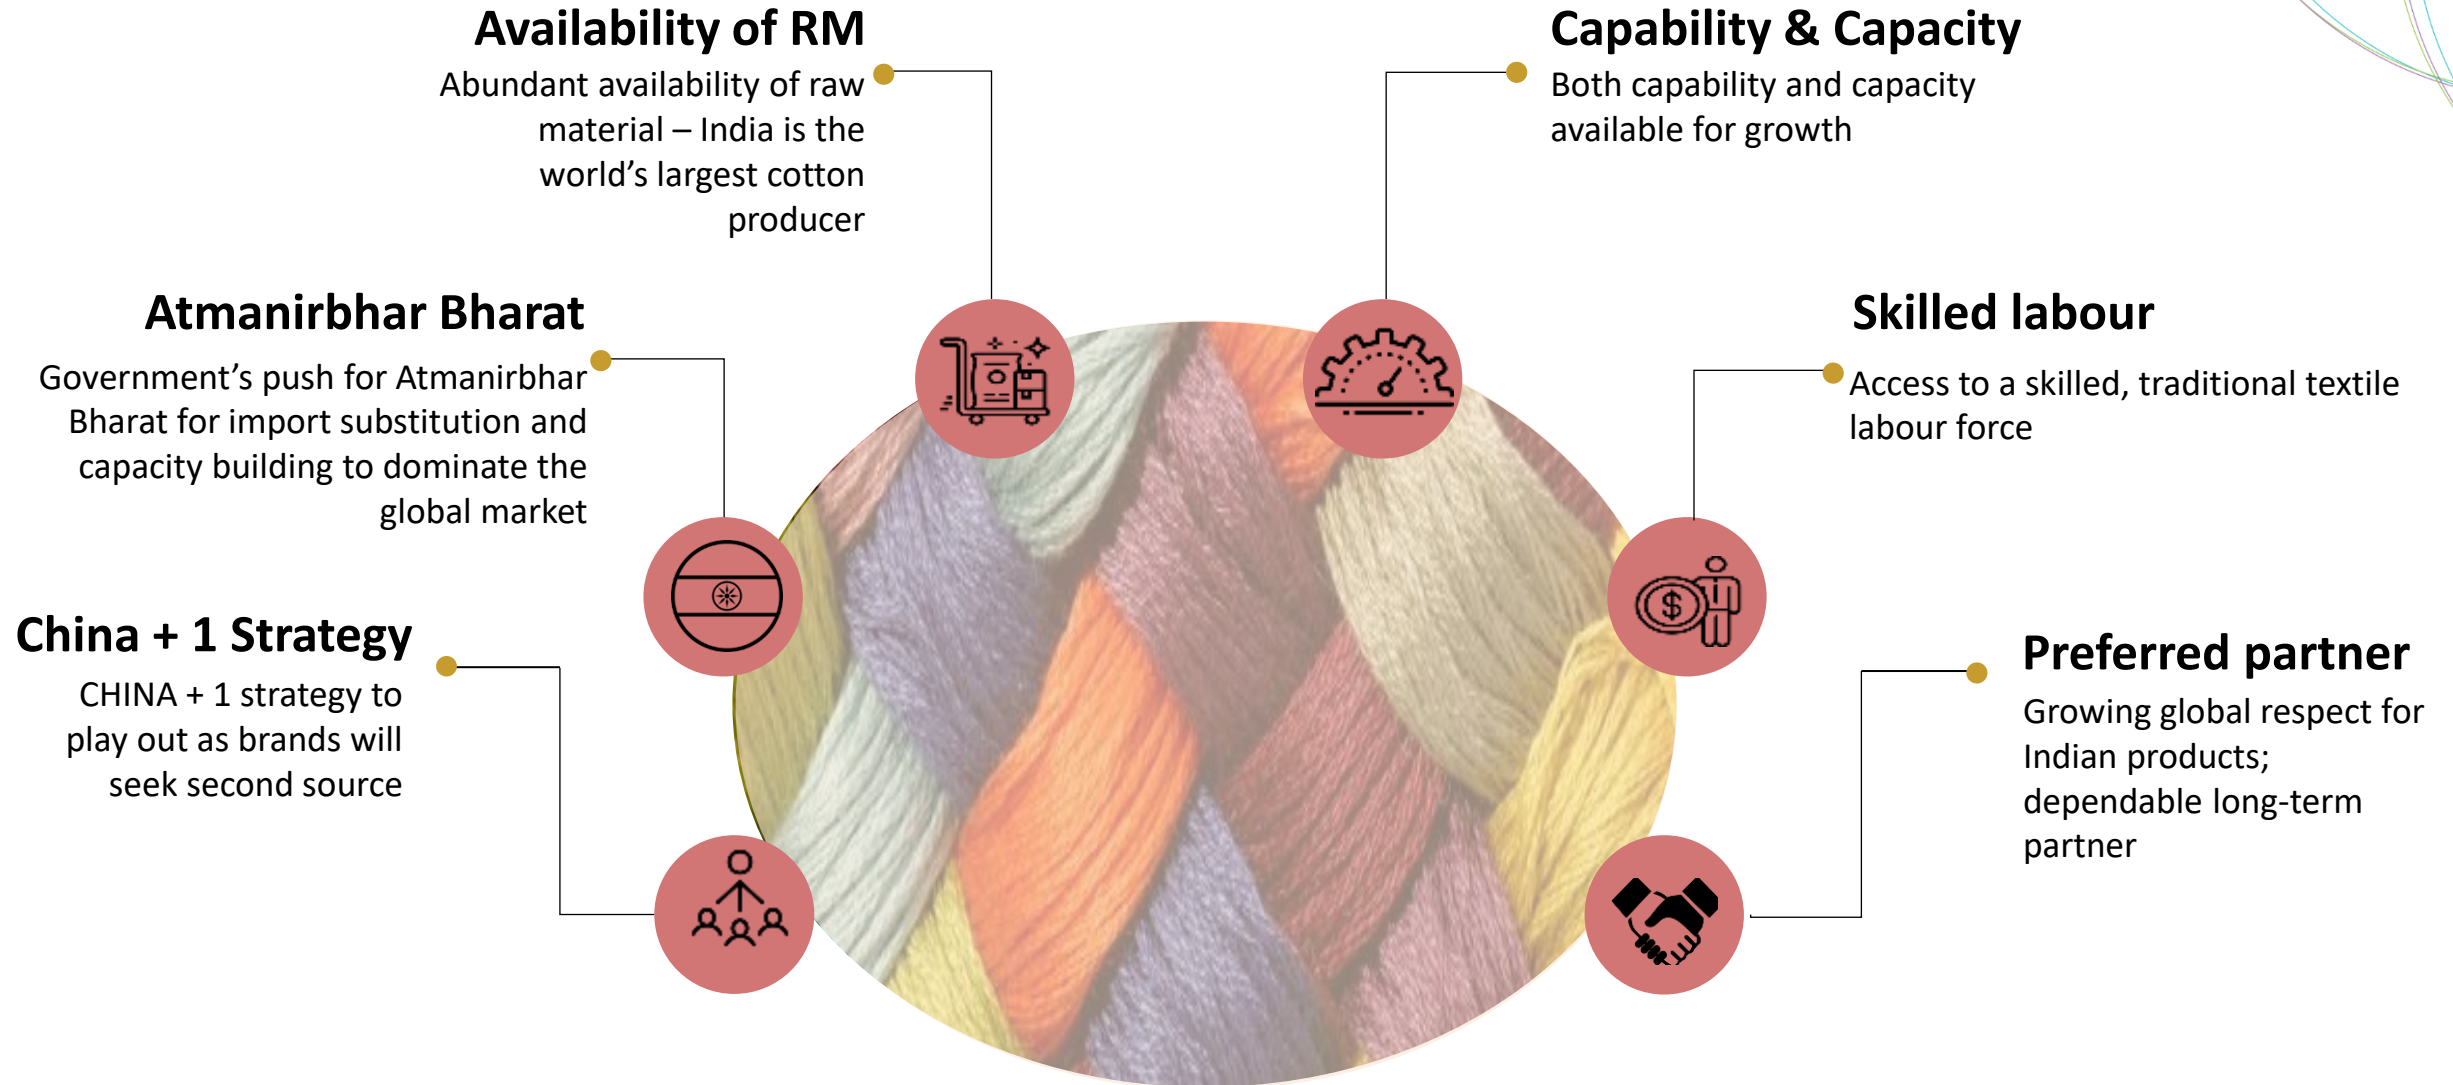 Availability of RM
Abundant availability of raw
material – India is the
world’s largest cotton
producer
Capability & Capacity
Both capability and capacity
available for growth
Atmanirbhar Bharat
Government’s push for Atmanirbhar
Bharat for import substitution and
capacity building to dominate the
global market
Skilled labour
Access to a skilled, traditional textile
labour force
China + 1 Strategy
CHINA + 1 strategy to
play out as brands will
seek second source
Preferred partner
Growing global respect for
Indian products;
dependable long-term
partner
$